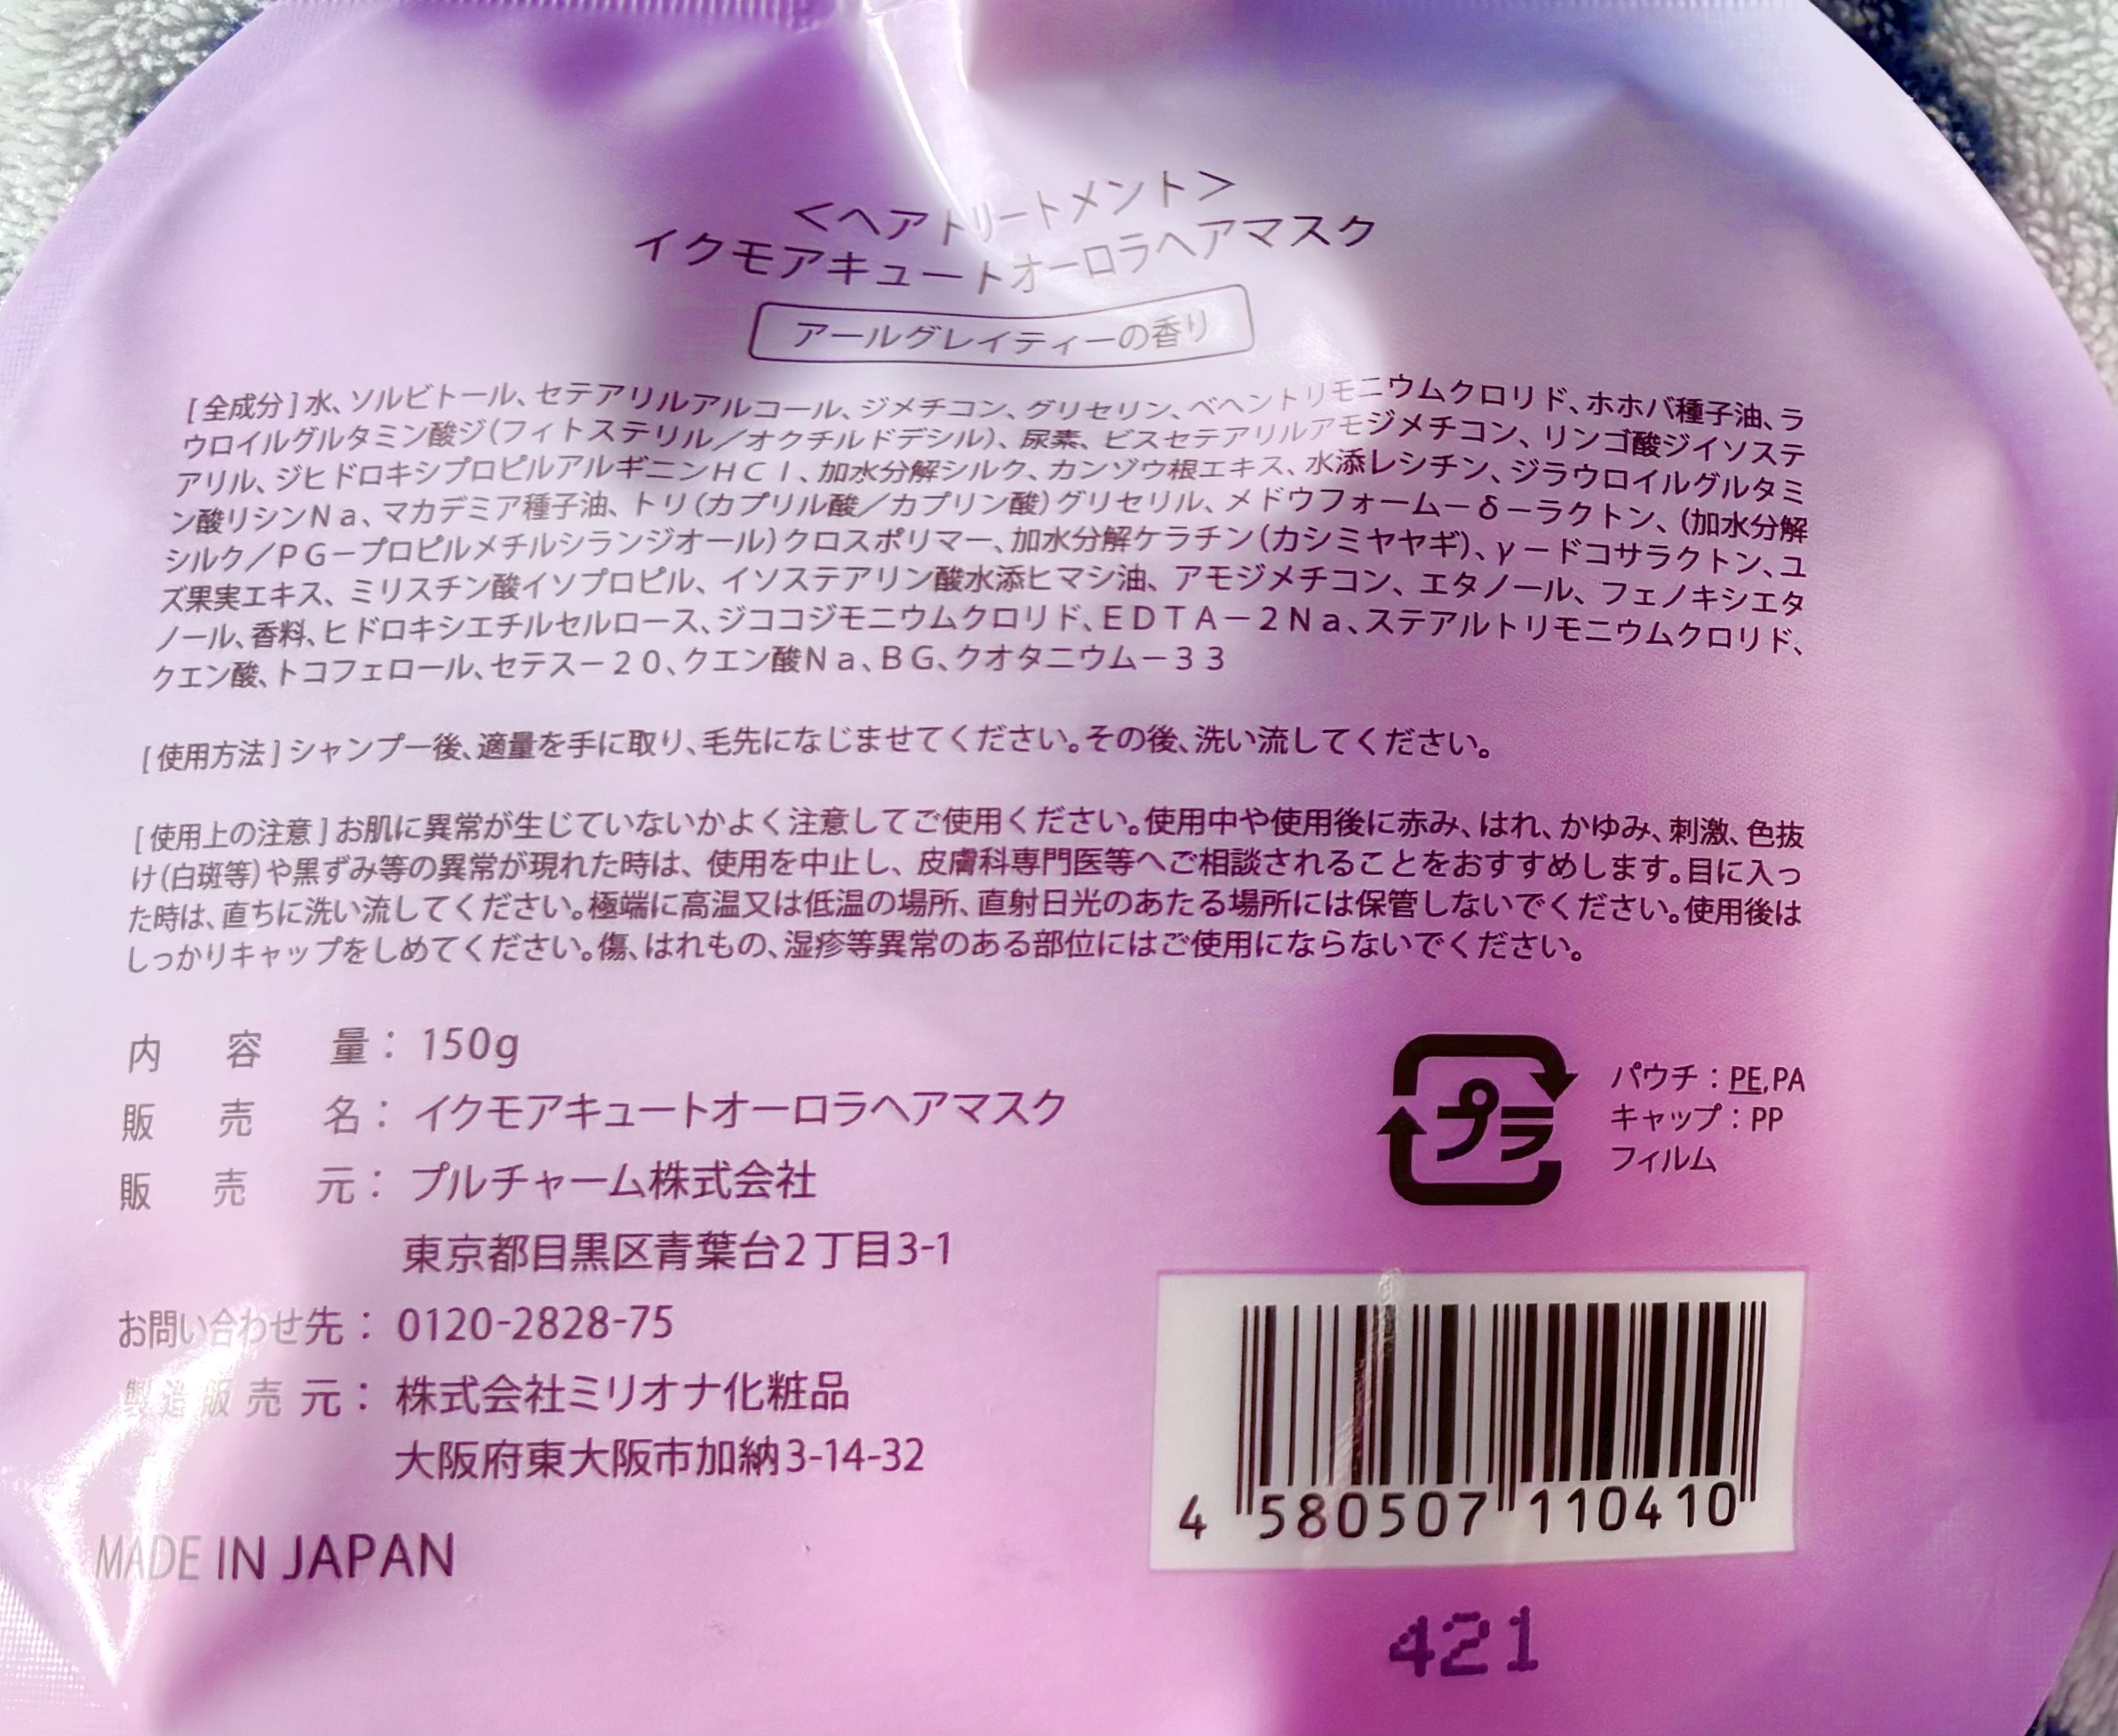 ＜ヘアトリートメント＞
イクモアキュートオーロラヘアマスク
アールグレイティーの香り
[全成分]水、ソルビトール、セテアリルアルコール、ジメチコン、グリセリン、ベヘントリモニウムクロリド、ホホバ種子油、ラ
ウロイルグルタミン酸ジ(フィトステリル／オクチルドデシル)、尿素、ビスセテアリルアモジメチコン、リンゴ酸ジイソステ
アリル、ジヒドロキシプロピルアルギニンＨＣｌ、加水分解シルク、カンゾウ根エキス、水添レシチン、ジラウロイルグルタミ
ン酸リシンＮａ、マカデミア種子油、トリ(カプリル酸／カプリン酸)グリセリル、メドウフォーム－δ－ラクトン、(加水分解
シルク／ＰＧ－プロピルメチルシランジオール)クロスポリマー、加水分解ケラチン(カシミヤヤギ)、γ－ドコサラクトン、ユ
ズ果実エキス、ミリスチン酸イソプロピル、イソステアリン酸水添ヒマシ油、アモジメチコン、エタノール、フェノキシエタ
ノール、香料、ヒドロキシエチルセルロース、ジココジモニウムクロリド、ＥＤＴＡ－２Ｎａ、ステアルトリモニウムクロリド、
クエン酸、トコフェロール、セテス－２０、クエン酸Ｎａ、ＢＧ、クオタニウム－３３
[使用方法]シャンプー後、適量を手に取り、毛先になじませてください。その後、洗い流してください。
[使用上の注意]お肌に異常が生じていないかよく注意してご使用ください。使用中や使用後に赤み、はれ、かゆみ、刺激、色抜
け(白斑等)や黒ずみ等の異常が現れた時は、使用を中止し、皮膚科専門医等へご相談されることをおすすめします。目に入っ
た時は、直ちに洗い流してください。極端に高温又は低温の場所、直射日光のあたる場所には保管しないでください。使用後は
しっかりキャップをしめてください。傷、はれもの、湿疹等異常のある部位にはご使用にならないでください。
内容量：150g
販売名：イクモアキュートオーロラヘアマスク
販売元：プルチャーム株式会社
東京都目黒区青葉台2丁目3-1
お問い合わせ先：0120-2828-75
製造販売元：株式会社ミリオナ化粧品
大阪府東大阪市加納3-14-32
MADE IN JAPAN
プラ
パウチ：PE,PA
キャップ：PP
フィルム
4 580507 110410
421